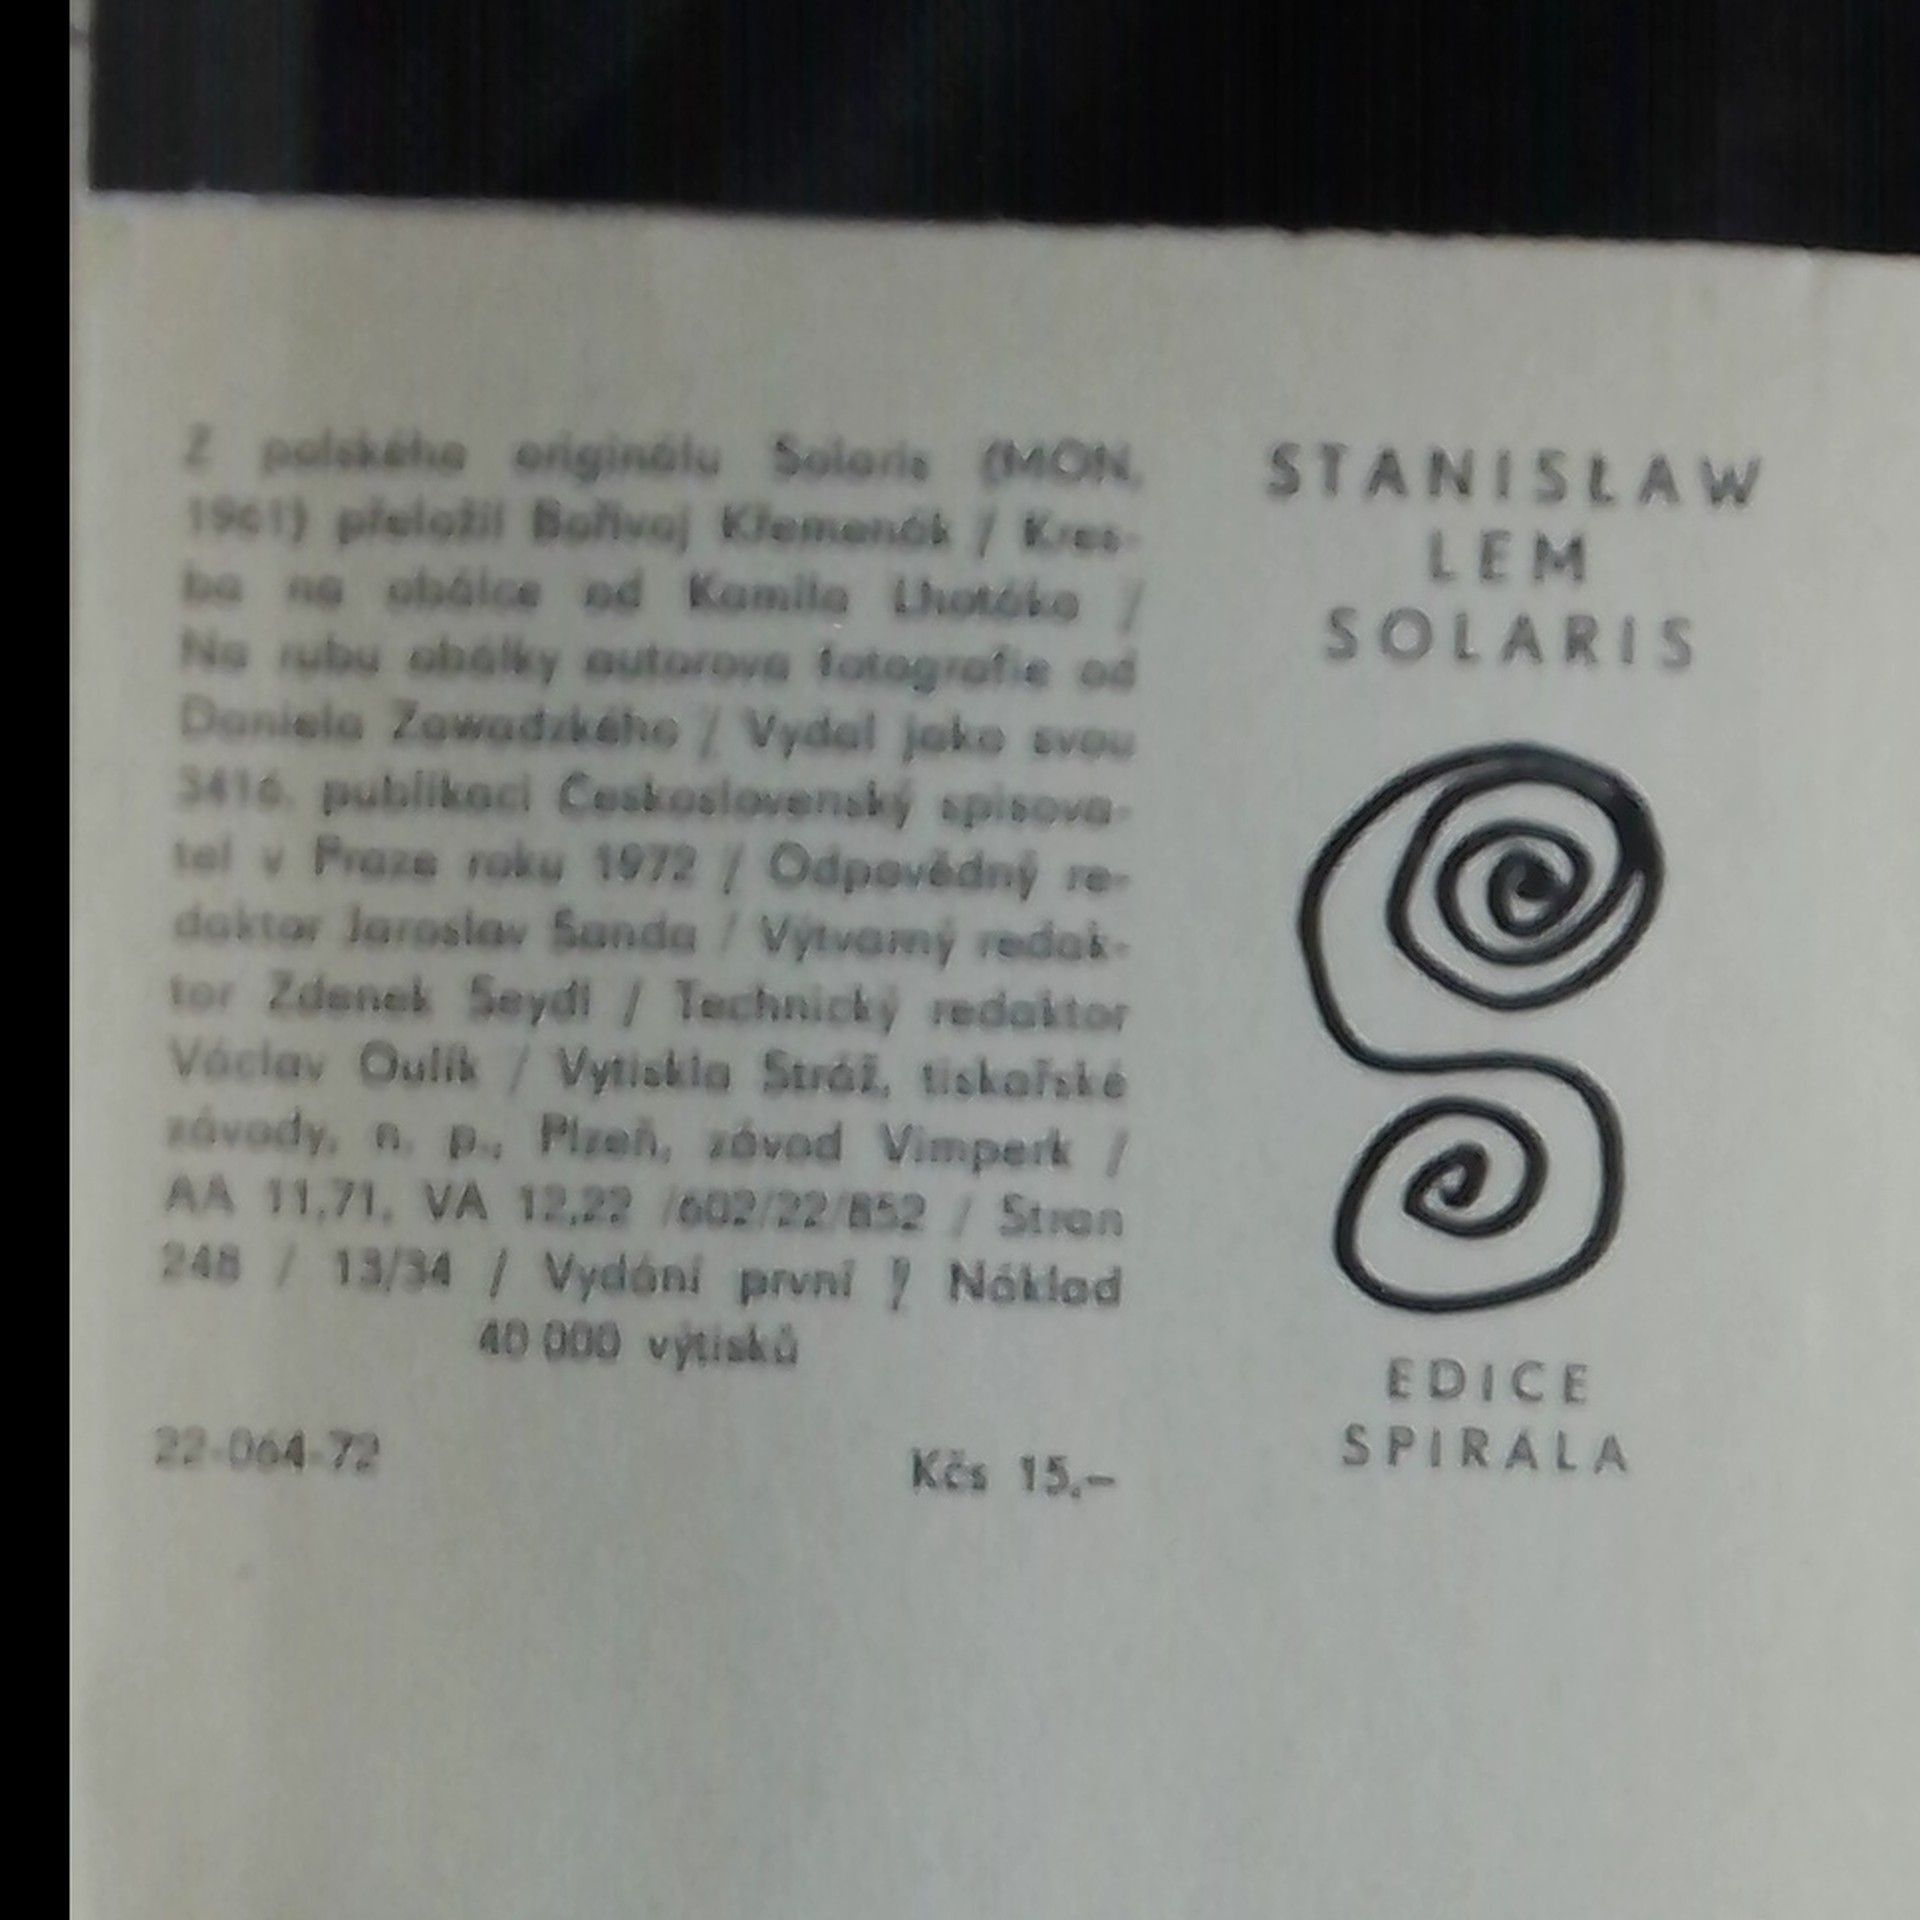 Z polského originálu Solaris (MON,
1961) přeložil Bořivoj Křemenák / Kres-
ba na obálce od Kamila Lhotáka /
Na rubu obálky autorova fotografie od
Daniela Zawadzkého / Vydal jako svou
3416. publikaci Československý spisova-
tel v Praze roku 1972 / Odpovědný re-
daktor Jaroslav Šanda / Výtvarný redak-
tor Zdenek Seydl / Technický redaktor
Václav Oulík / Vytiskla Stráž, tiskařské
závody, n. p., Plzeň, závod Vimperk /
AA 11,71, VA 12,22 /602/22/852 / Stran
248 / 13/34 / Vydání první / Náklad
40 000 výtisků
22-064-72 Kčs 15,–
STANISŁAW
LEM
SOLARIS
EDICE
SPIRÁLA